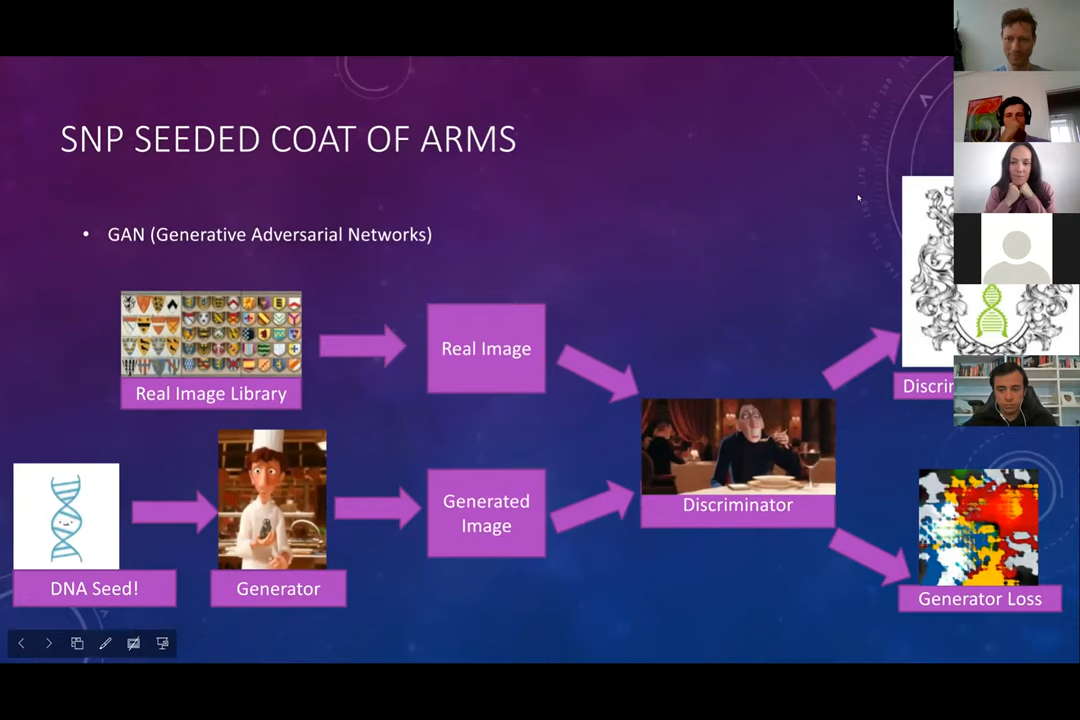 SNP SEEDED COAT OF ARMS
• GAN (Generative Adversarial Networks)
Real Image Library
Real Image
DNA Seed!
Generator
Generated
Image
Discriminator
Discrir
Generator Loss